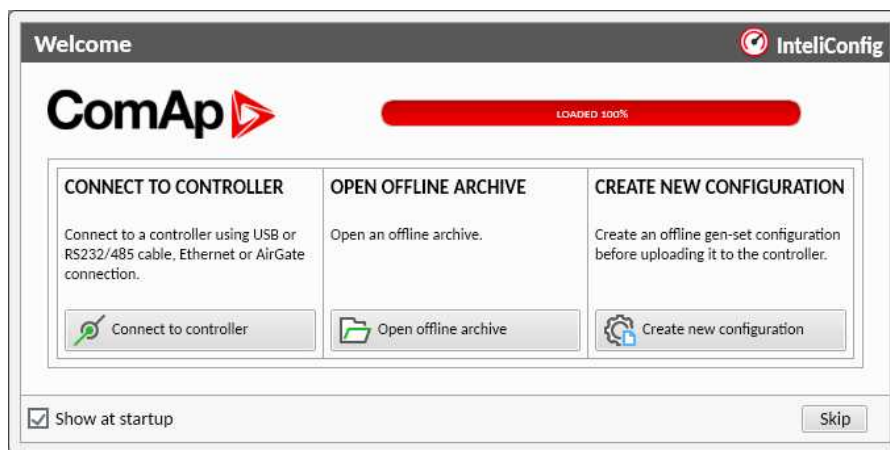 Welcome
InteliConfig
ComAp
LOADED 100%
CONNECT TO CONTROLLER
Connect to a controller using USB or
RS232/485 cable, Ethernet or AirGate
connection.
Connect to controller
OPEN OFFLINE ARCHIVE
Open an offline archive.
Open offline archive
CREATE NEW CONFIGURATION
Create an offline gen-set configuration
before uploading it to the controller.
Create new configuration
Show at startup
Skip